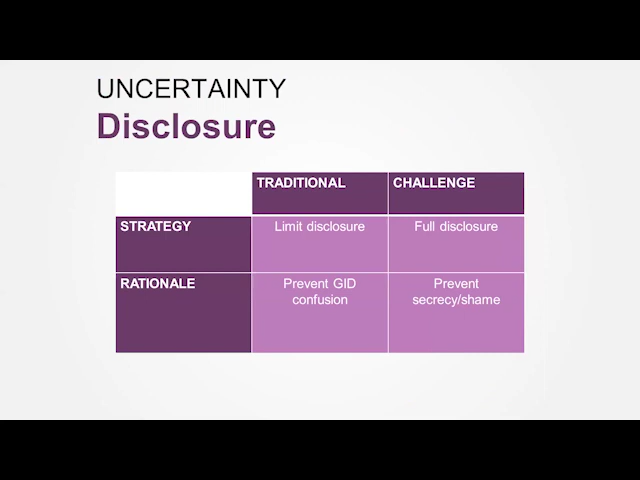 UNCERTAINTY
Disclosure
TRADITIONAL CHALLENGE
STRATEGY Limit disclosure Full disclosure
RATIONALE Prevent GID Prevent
confusion secrecy/shame